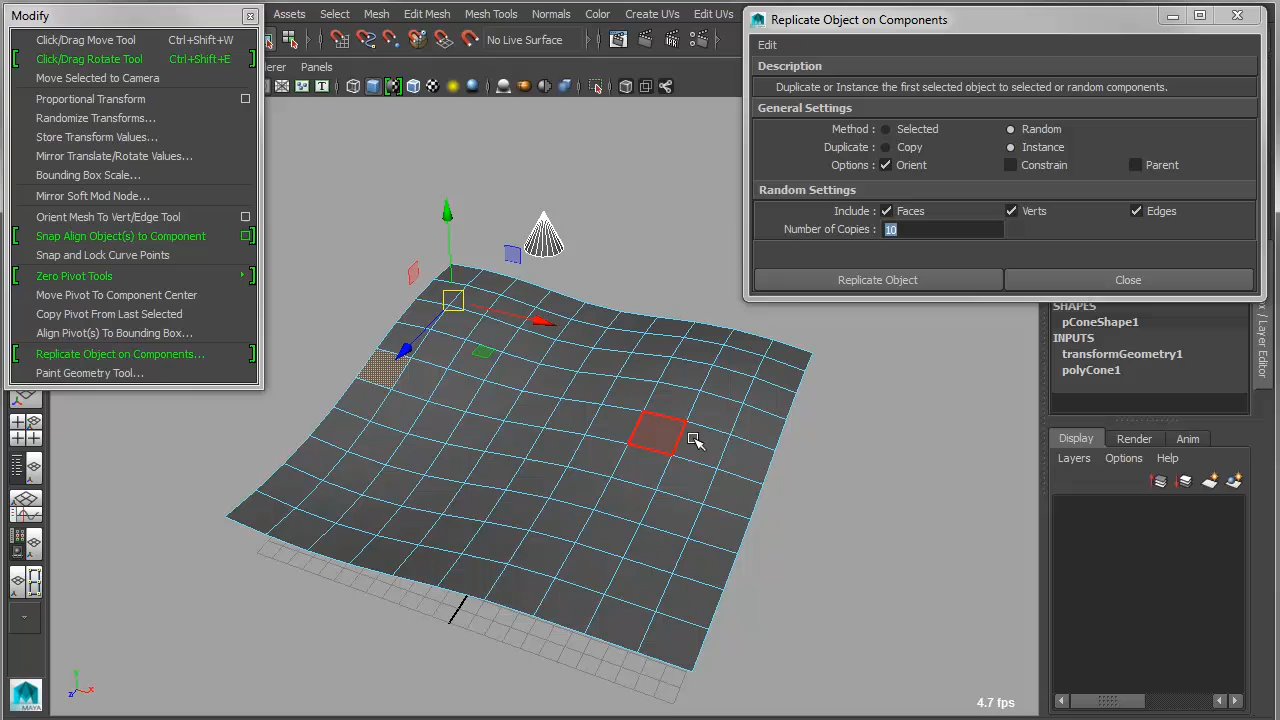 Modify
Click/Drag Move Tool Ctrl+Shift+W
Click/Drag Rotate Tool Ctrl+Shift+E
Move Selected to Camera
Proportional Transform
Randomize Transforms...
Store Transform Values...
Mirror Translate/Rotate Values...
Bounding Box Scale...
Mirror Soft Mod Node...
Orient Mesh To Vert/Edge Tool
Snap Align Object(s) to Component
Snap and Lock Curve Points
Zero Pivot Tools
Move Pivot To Component Center
Copy Pivot From Last Selected
Align Pivot(s) To Bounding Box...
Replicate Object on Components...
Paint Geometry Tool...
Assets Select Mesh Edit Mesh Mesh Tools Normals Color Create UVs Edit UVs
No Live Surface
derer Panels
Replicate Object on Components
Edit
Description
Duplicate or Instance the first selected object to selected or random components.
General Settings
Method : Selected Random
Duplicate : Copy Instance
Options : Orient Constrain Parent
Random Settings
Include : Faces Verts Edges
Number of Copies : 10
Replicate Object Close
SHAPES
pConeShape1
INPUTS
transformGeometry1
polyCone1
/ Layer Editor
Display Render Anim
Layers Options Help
y
z x
MAYA
4.7 fps